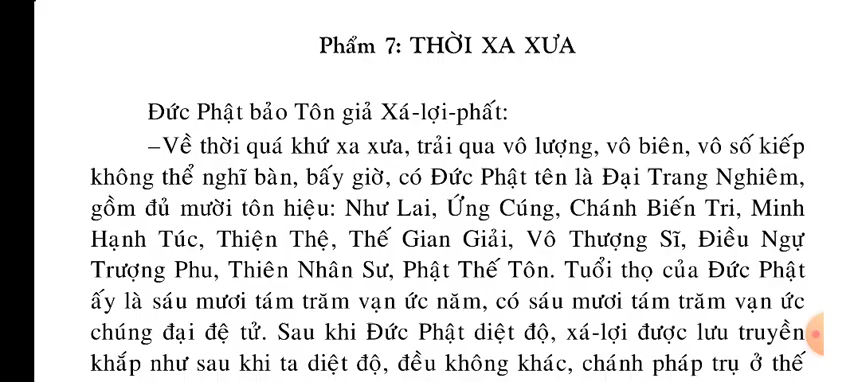 Phẩm 7: THỜI XA XƯA
Đức Phật bảo Tôn giả Xá-lợi-phất:
–Về thời quá khứ xa xưa, trải qua vô lượng, vô biên, vô số kiếp
không thể nghĩ bàn, bấy giờ, có Đức Phật tên là Đại Trang Nghiêm,
gồm đủ mười tôn hiệu: Như Lai, Ứng Cúng, Chánh Biến Tri, Minh
Hạnh Túc, Thiện Thệ, Thế Gian Giải, Vô Thượng Sĩ, Điều Ngự
Trượng Phu, Thiên Nhân Sư, Phật Thế Tôn. Tuổi thọ của Đức Phật
ấy là sáu mươi tám trăm vạn ức năm, có sáu mươi tám trăm vạn ức
chúng đại đệ tử. Sau khi Đức Phật diệt độ, xá-lợi được lưu truyền
khắp như sau khi ta diệt độ, đều không khác, chánh pháp trụ ở thế